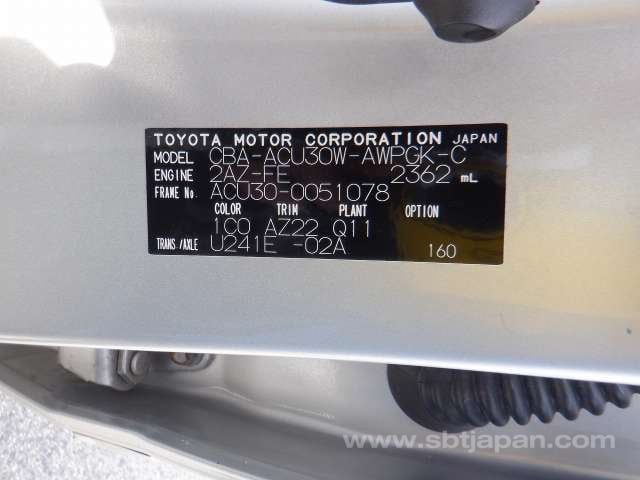 TOYOTA MOTOR CORPORATION JAPAN
MODEL CBA-ACU30W-AWPGK-C
ENGINE 2AZ-FE 2362 mL
FRAME No. ACU30-0051078
COLOR TRIM PLANT OPTION
1C0 AZ22 Q11
TRANS./AXLE U241E -02A 160
www.sbtjapan.com